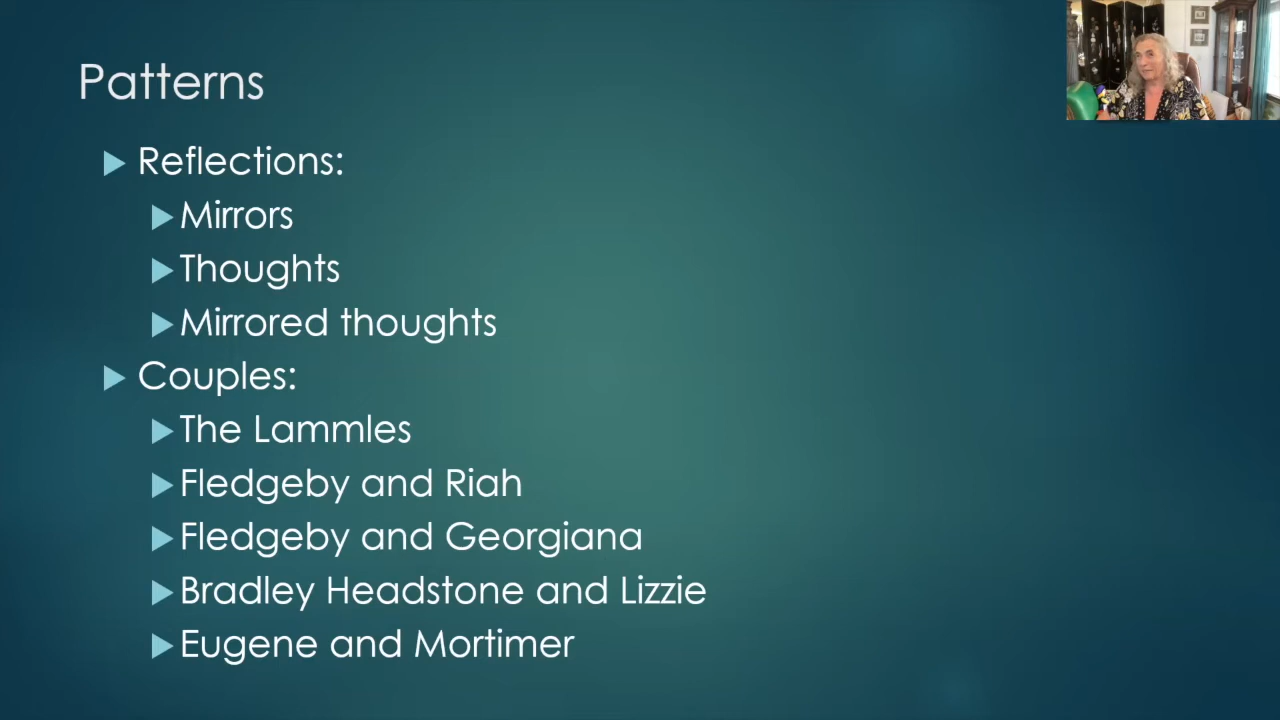 Patterns
Reflections:
Mirrors
Thoughts
Mirrored thoughts
Couples:
The Lammles
Fledgeby and Riah
Fledgeby and Georgiana
Bradley Headstone and Lizzie
Eugene and Mortimer